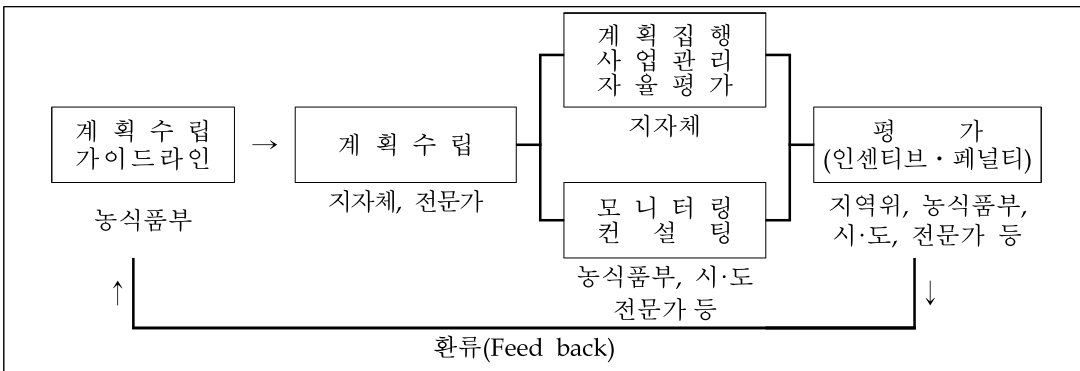 계 획 수 립
가이드라인
농식품부
→
계 획 수 립
지자체, 전문가
계 획 집 행
사 업 관 리
자 율 평 가
지자체
모 니 터 링
컨 설 팅
농식품부, 시·도
전문가 등
평 가
(인센티브·페널티)
지역위, 농식품부,
시·도, 전문가 등
↑
↓
환류(Feed back)